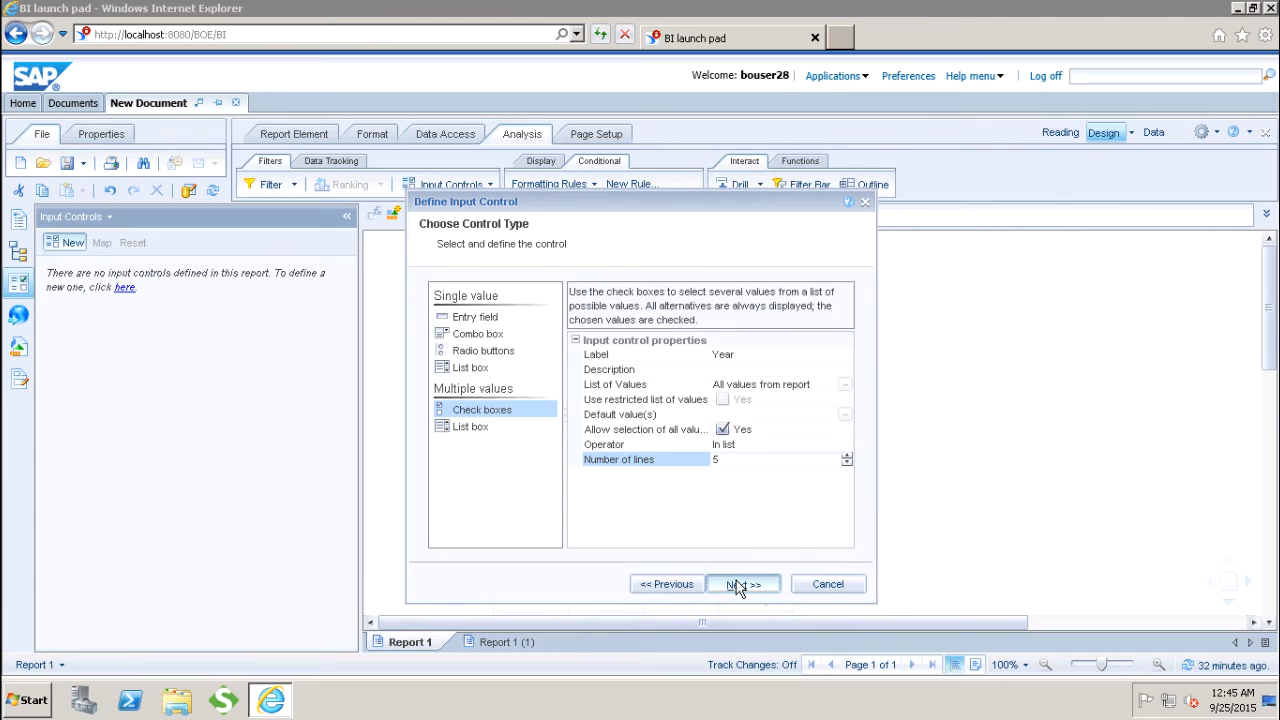 BI launch pad - Windows Internet Explorer
http://localhost:8080/BOE/BI
BI launch pad
SAP
Welcome: bouser28
Applications
Preferences
Help menu
Log off
Home
Documents
New Document
File
Properties
Report Element
Format
Data Access
Analysis
Page Setup
Reading
Design
Data
Filters
Data Tracking
Display
Conditional
Interact
Functions
Filter
Ranking
Input Controls
Formatting Rules
New Rule...
Drill
Filter Bar
Outline
Input Controls
New
Map
Reset
There are no input controls defined in this report. To define a
new one, click here.
Define Input Control
Choose Control Type
Select and define the control
Single value
Entry field
Combo box
Radio buttons
List box
Multiple values
Check boxes
List box
Use the check boxes to select several values from a list of
possible values. All alternatives are always displayed; the
chosen values are checked.
Input control properties
Label Year
Description
List of Values All values from report
Use restricted list of values Yes
Default value(s)
Allow selection of all valu... Yes
Operator In list
Number of lines 5
<< Previous
Next >>
Cancel
Report 1
Report 1 (1)
Report 1
Track Changes: Off
Page 1 of 1
100%
32 minutes ago.
Start
12:45 AM
9/25/2015